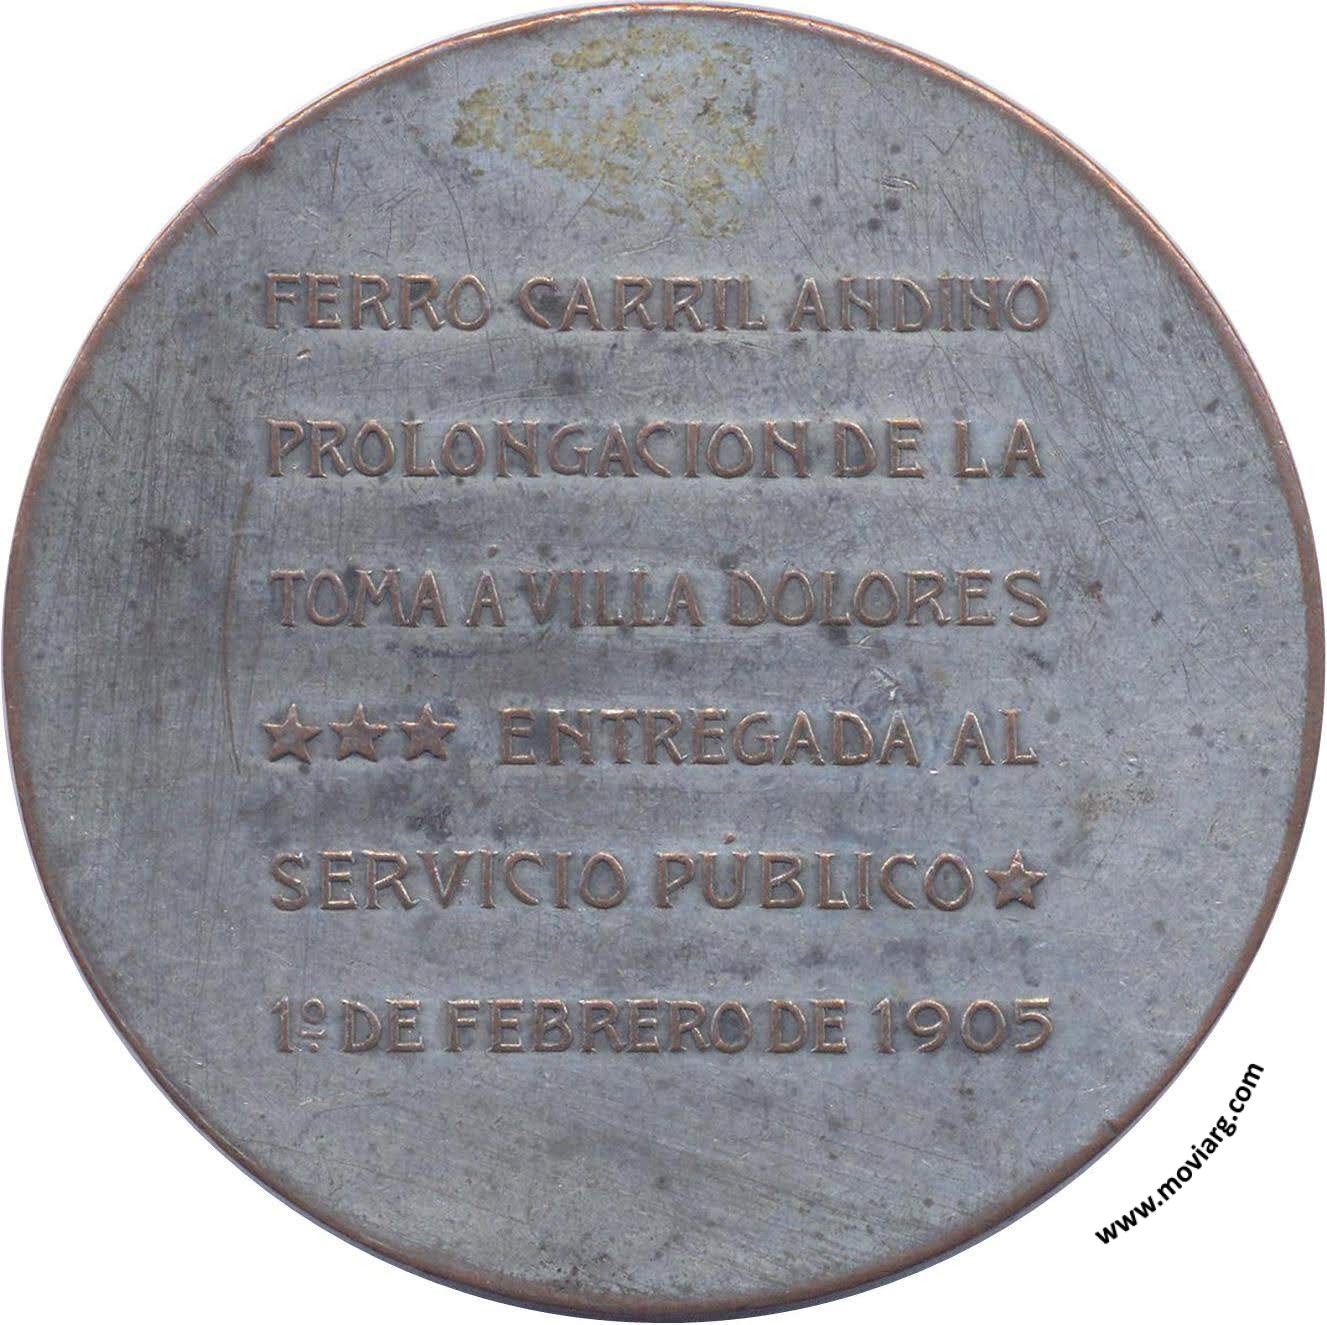 FERRO CARRIL ANDINO
PROLONGACION DE LA
TOMA Á VILLA DOLORES
★★★ ENTREGADA AL
SERVICIO PÚBLICO ★
1º DE FEBRERO DE 1905
www.moviarg.com